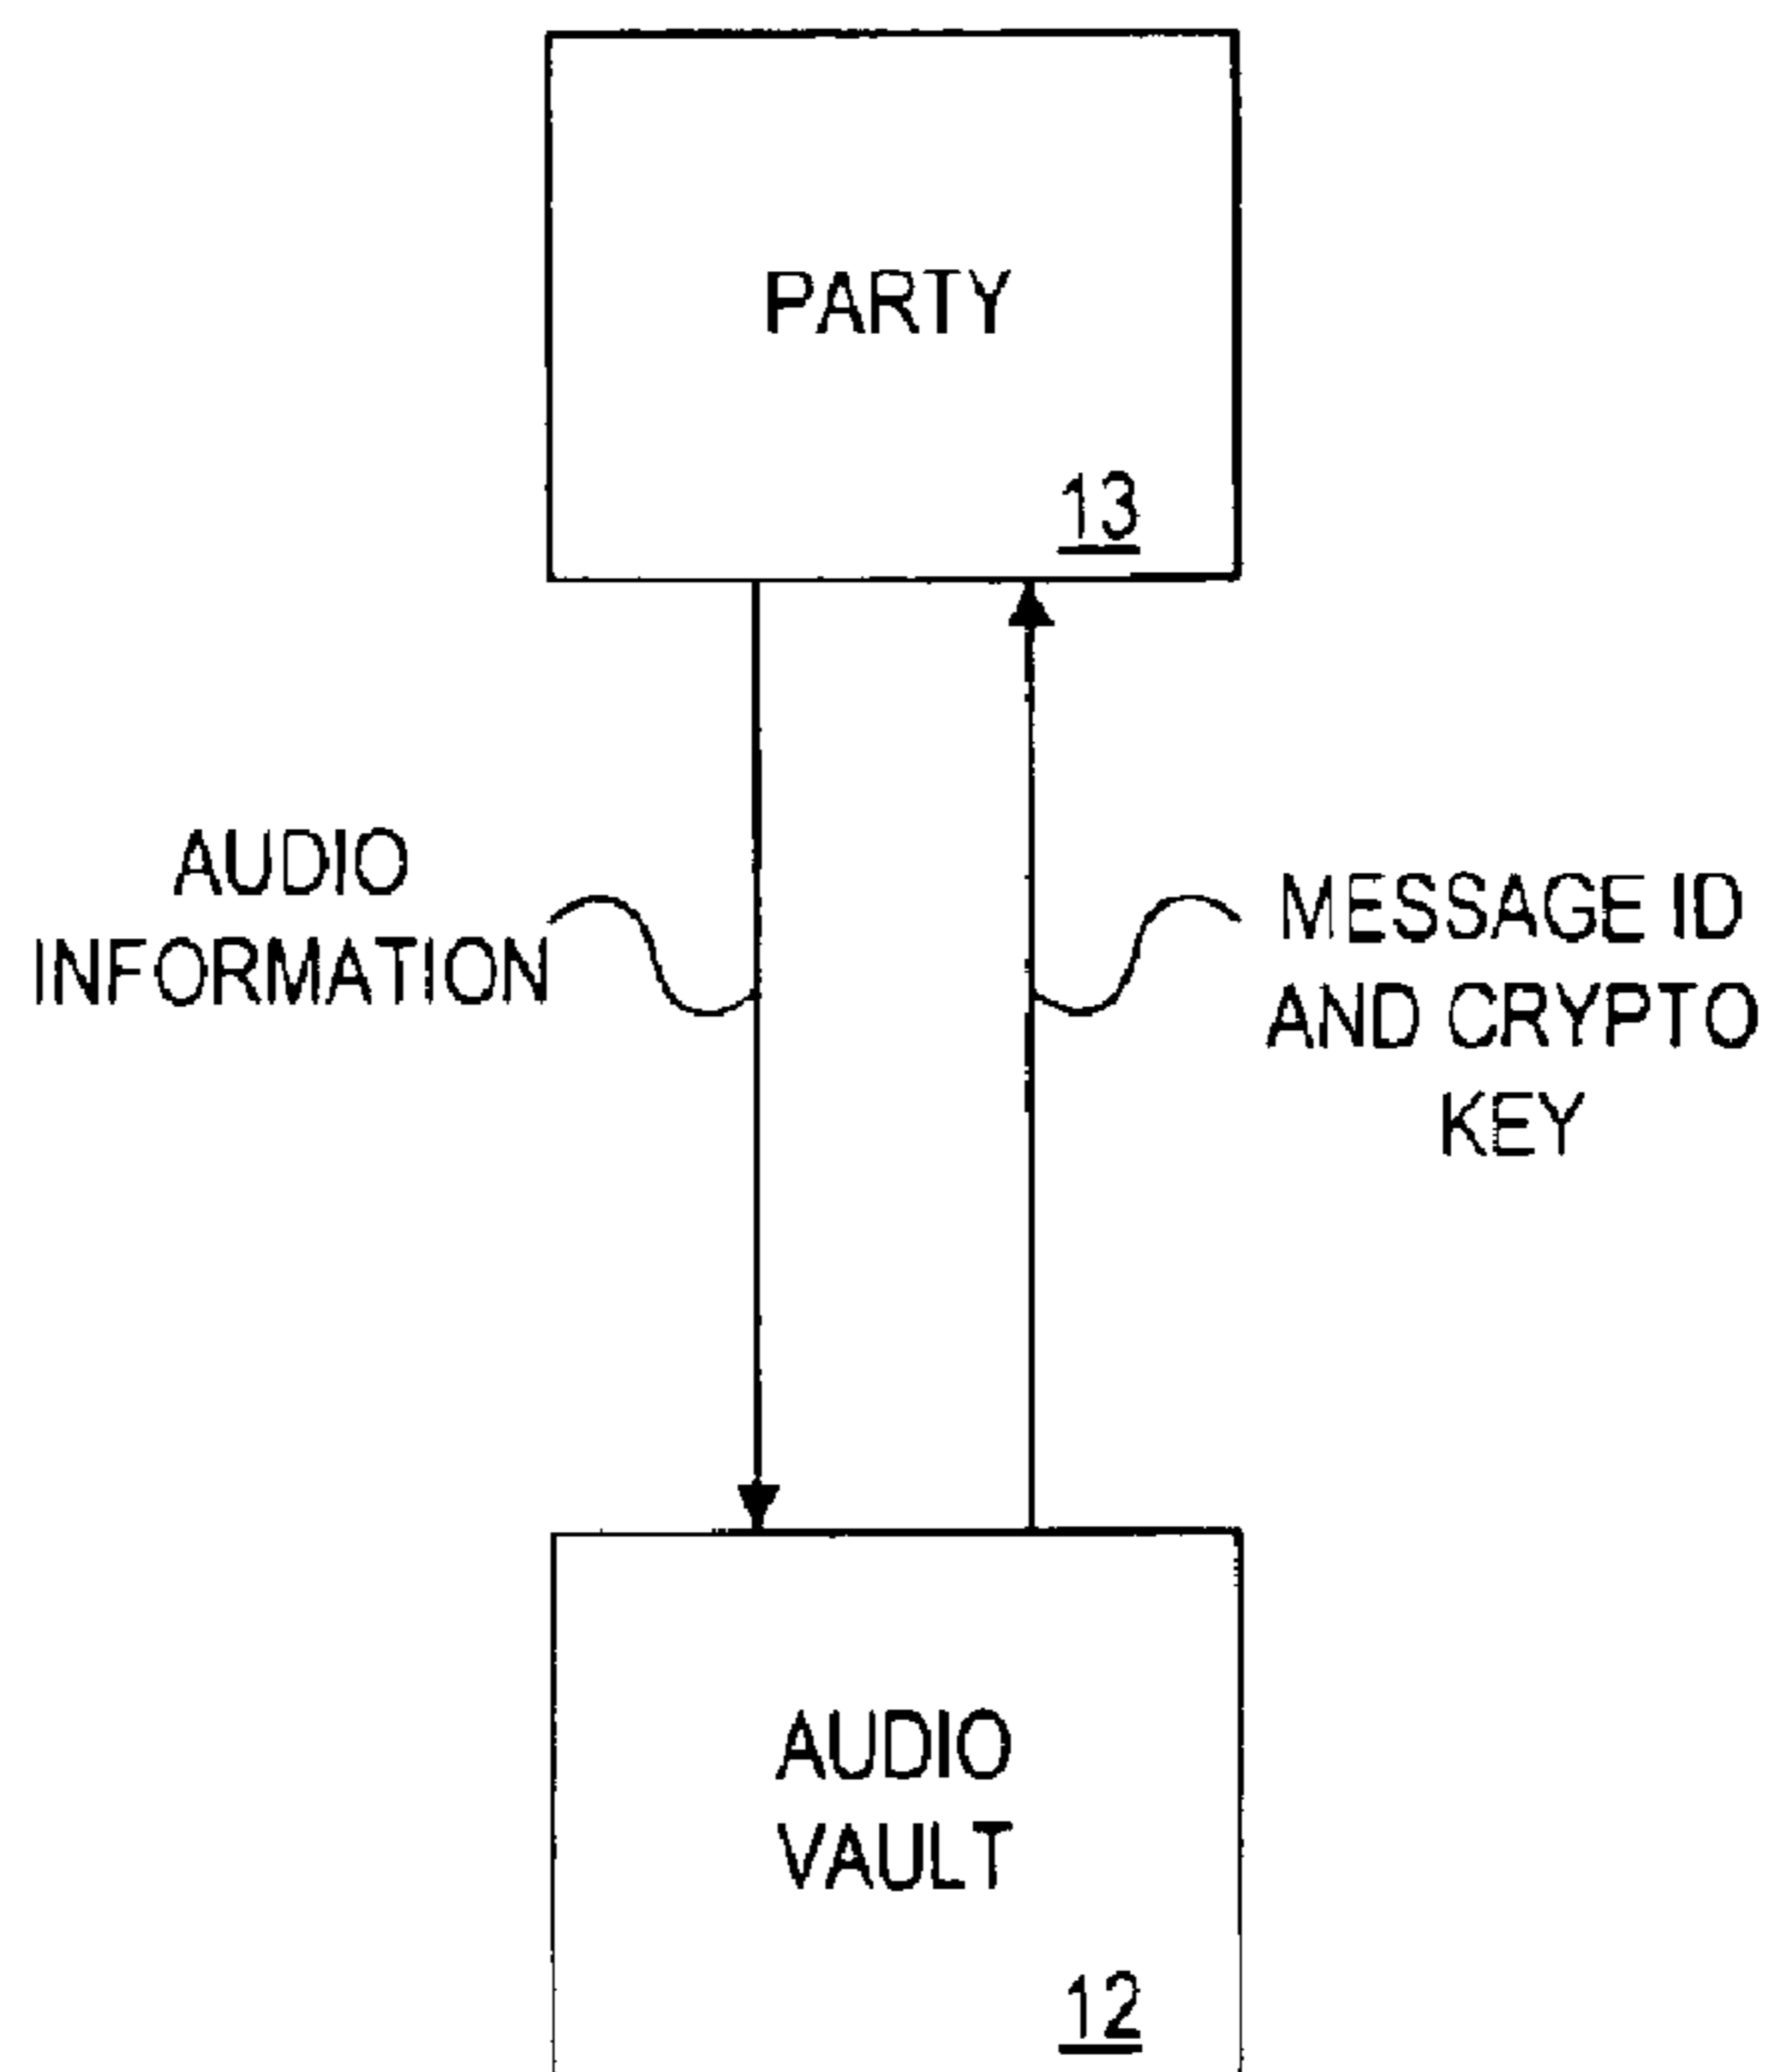 PARTY
13
AUDIO
INFORMATION
MESSAGE ID
AND CRYPTO
KEY
AUDIO
VAULT
12